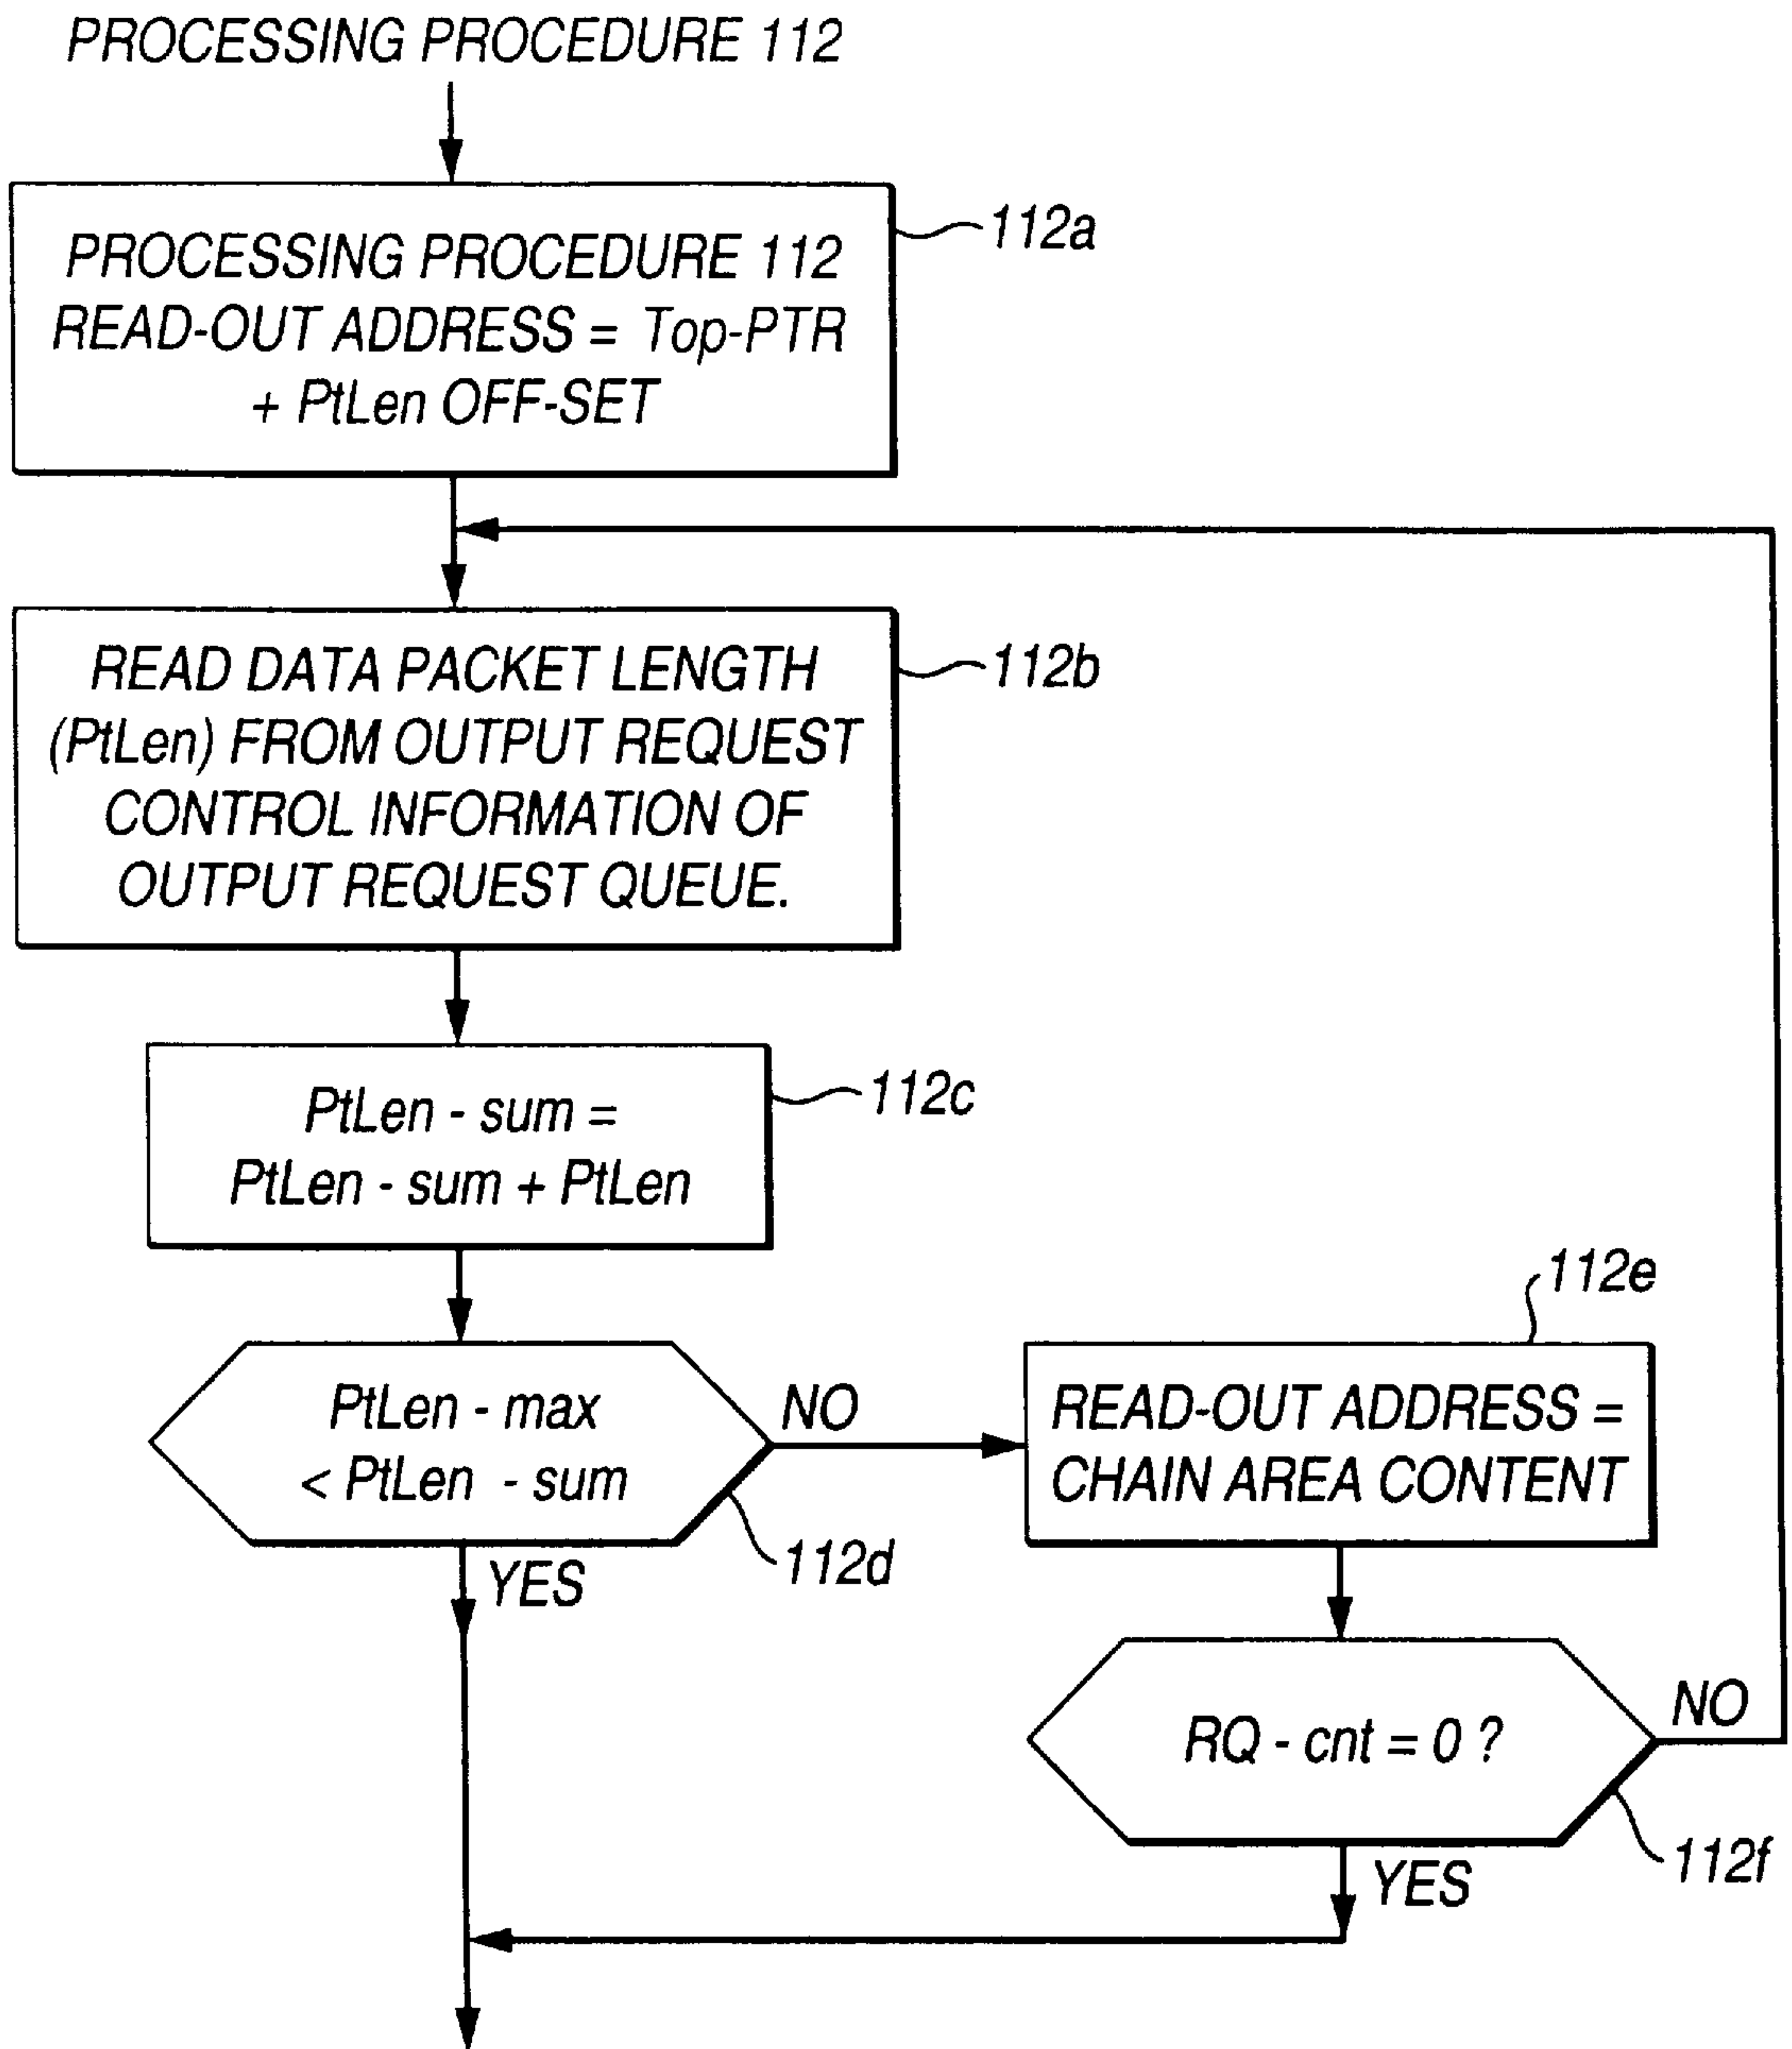 PROCESSING PROCEDURE 112
PROCESSING PROCEDURE 112
READ-OUT ADDRESS = Top-PTR
+ PtLen OFF-SET
112a
READ DATA PACKET LENGTH
(PtLen) FROM OUTPUT REQUEST
CONTROL INFORMATION OF
OUTPUT REQUEST QUEUE.
112b
PtLen - sum =
PtLen - sum + PtLen
112c
PtLen - max
< PtLen - sum
NO
112d
YES
112e
READ-OUT ADDRESS =
CHAIN AREA CONTENT
RQ - cnt = 0 ?
NO
112f
YES